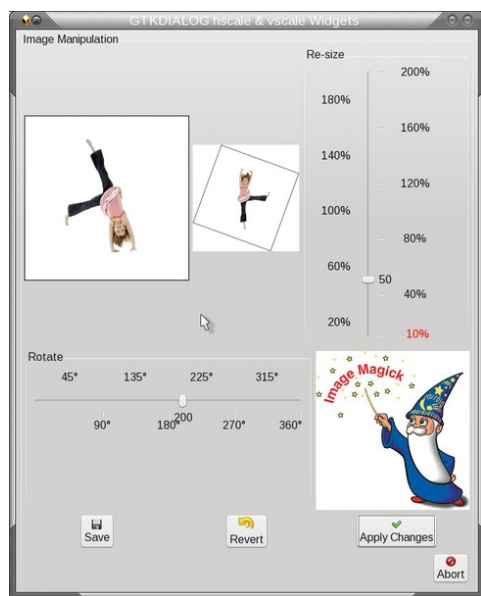 GTKDIALOG hscale & vscale Widgets
Image Manipulation
Re-size
200%
180%
160%
140%
120%
100%
80%
60%
50
40%
20%
10%
Rotate
45° 135° 225° 315°
90° 180° 200 270° 360°
Image Magick
Save
Revert
Apply Changes
Abort